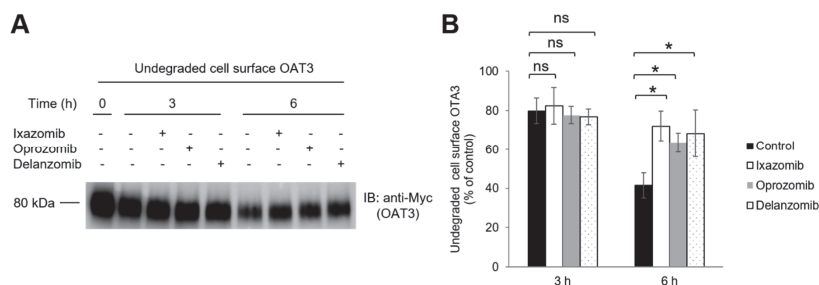 A
Undegraded cell surface OAT3
Time (h) 0 3 6
Ixazomib - - + - - - + - -
Oprozomib - - - + - - - + -
Delanzomib - - - - + - - - +
80 kDa
IB: anti-Myc
(OAT3)
B
ns
ns
ns
*
*
*
Undegraded cell surface OTA3
(% of control)
100
80
60
40
20
0
3 h 6 h
Control
Ixazomib
Oprozomib
Delanzomib